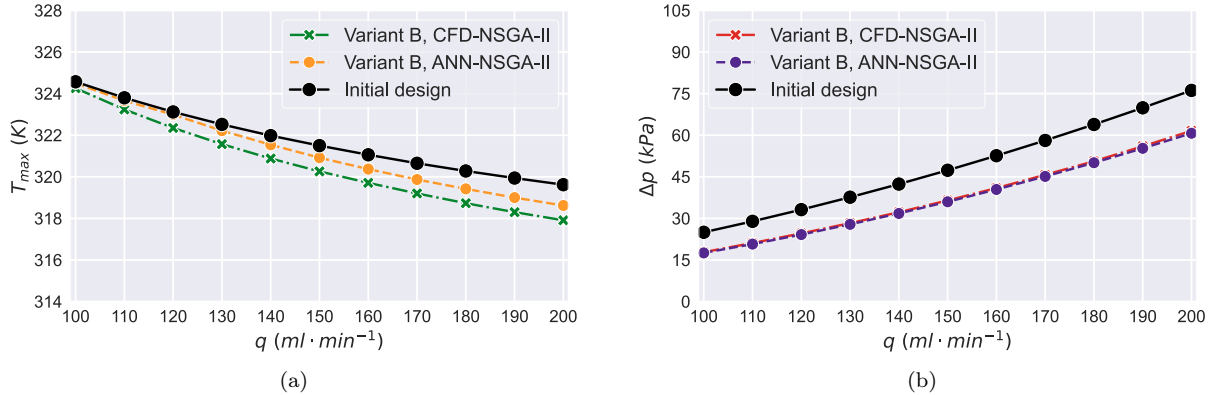 328
326
324
322
320
318
316
314
T_max (K)
Variant B, CFD-NSGA-II
Variant B, ANN-NSGA-II
Initial design
100 110 120 130 140 150 160 170 180 190 200
q (ml · min⁻¹)
(a)
105
90
75
60
45
30
15
0
Δp (kPa)
Variant B, CFD-NSGA-II
Variant B, ANN-NSGA-II
Initial design
100 110 120 130 140 150 160 170 180 190 200
q (ml · min⁻¹)
(b)